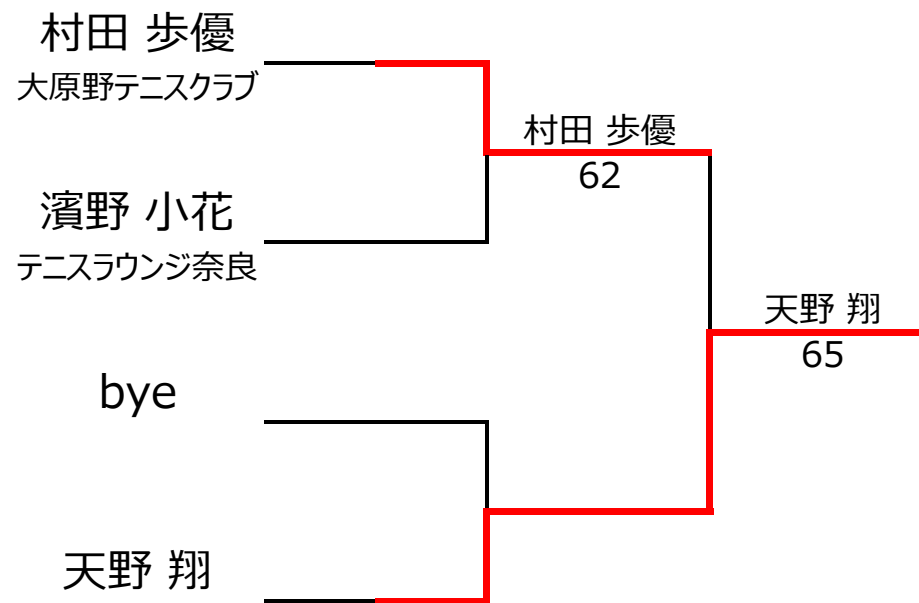 村田 歩優
大原野テニスクラブ
村田 歩優
62
濱野 小花
テニスラウンジ奈良
天野 翔
65
bye
天野 翔